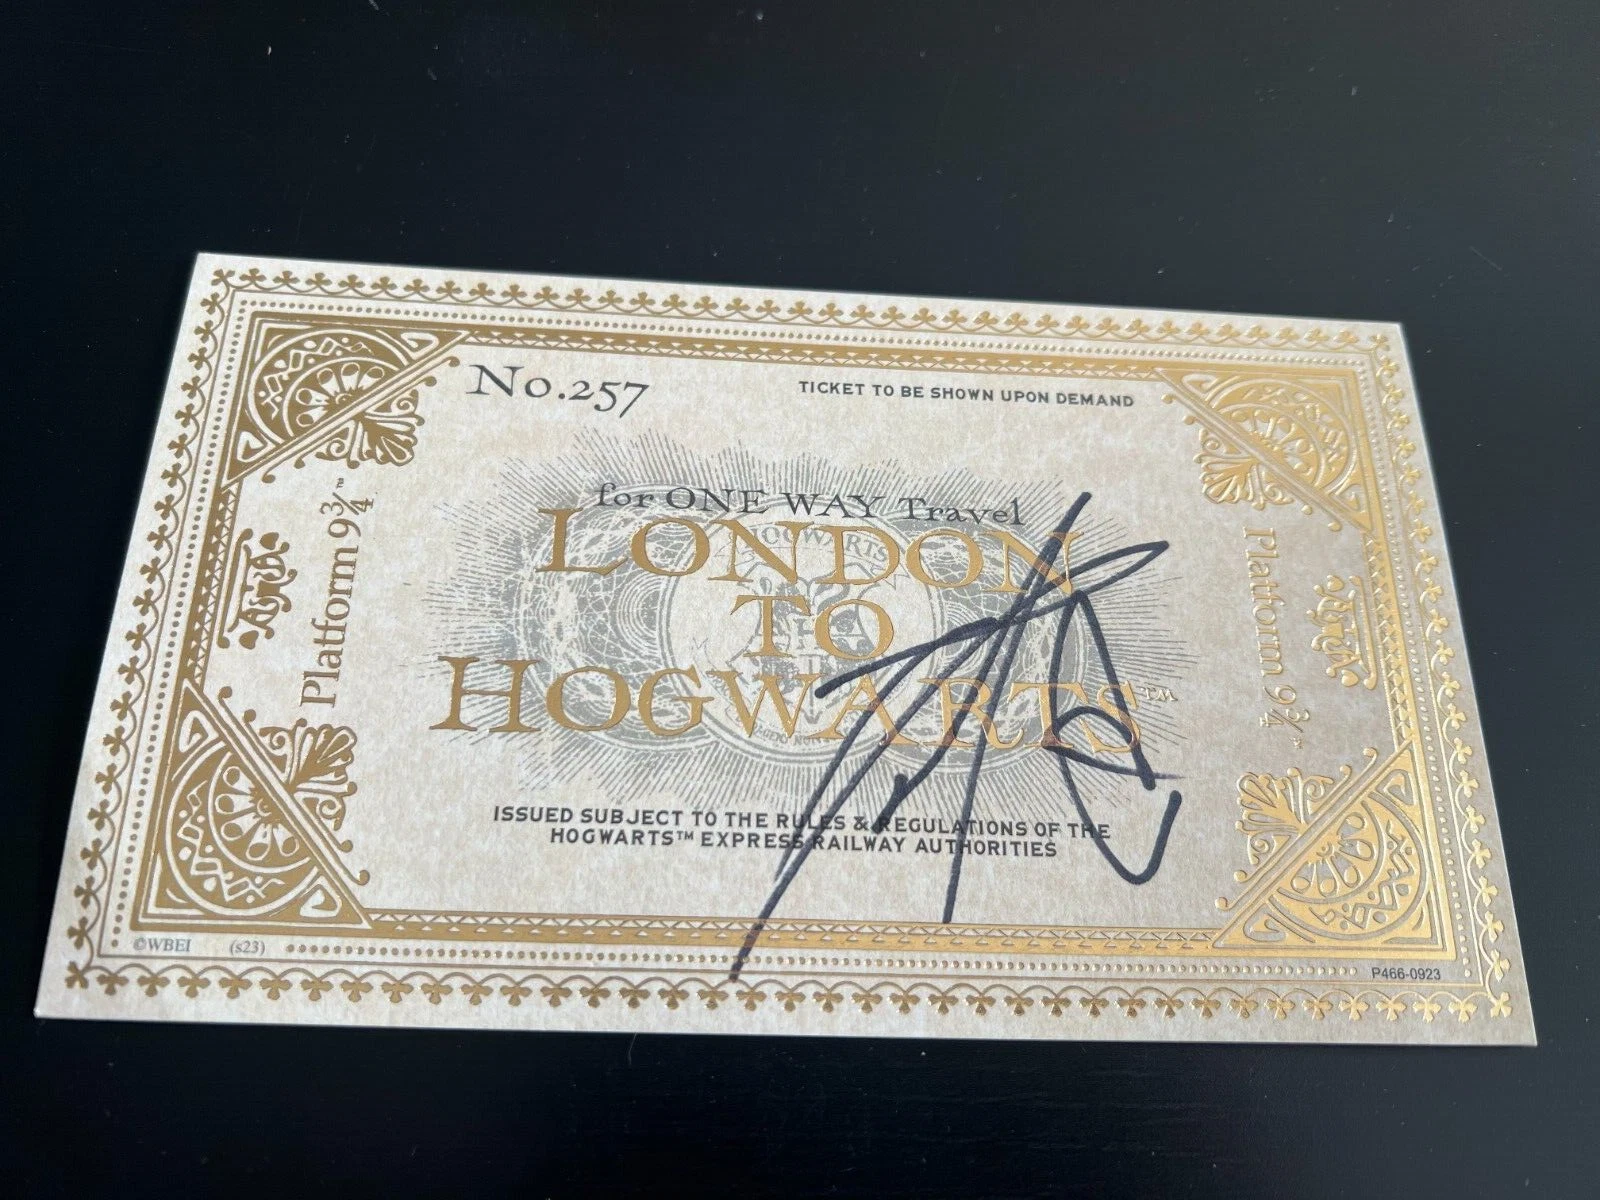 No.257
TICKET TO BE SHOWN UPON DEMAND
for ONE WAY Travel
LONDON
TO
HOGWARTS™
HOGWARTS
Platform 9¾™
Platform 9¾™
ISSUED SUBJECT TO THE RULES & REGULATIONS OF THE
HOGWARTS™ EXPRESS RAILWAY AUTHORITIES
©WBEI (s23)
P466-0923